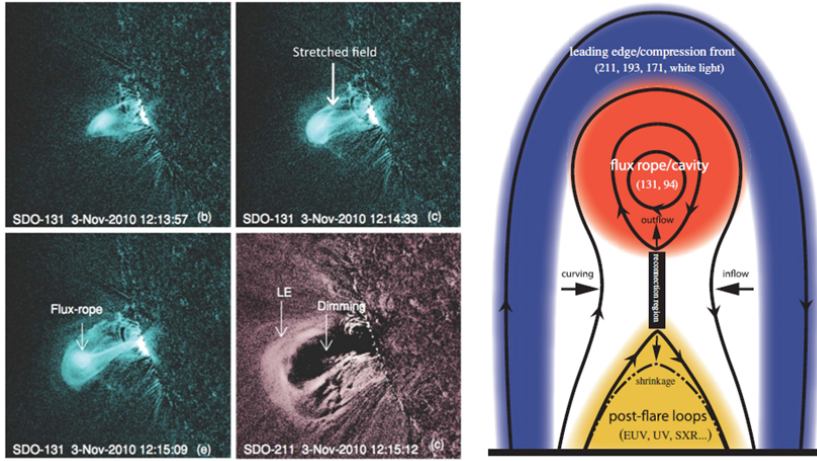 SDO-131 3-Nov-2010 12:13:57 (b)
Stretched field
SDO-131 3-Nov-2010 12:14:33 (c)
Flux-rope
SDO-131 3-Nov-2010 12:15:09 (e)
LE
Dimming
SDO-211 3-Nov-2010 12:15:12 (c)
leading edge/compression front
(211, 193, 171, white light)
flux rope/cavity
(131, 94)
outflow
curving
reconnection region
inflow
shrinkage
post-flare loops
(EUV, UV, SXR...)